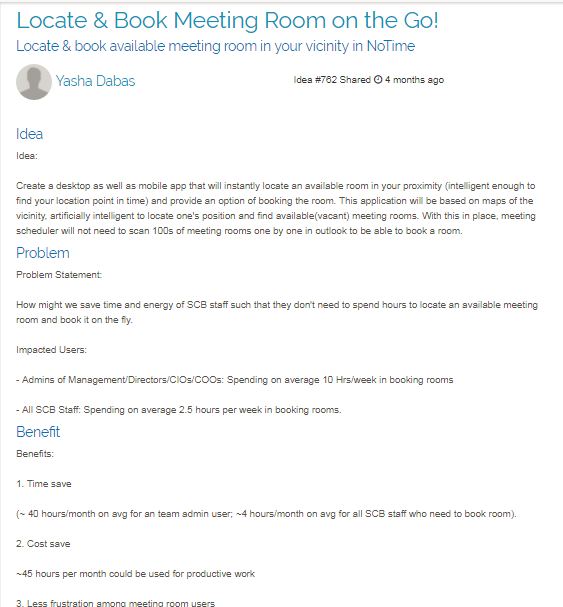 Locate & Book Meeting Room on the Go!
Locate & book available meeting room in your vicinity in NoTime
Yasha Dabas
Idea #762 Shared 4 months ago
Idea
Idea:
Create a desktop as well as mobile app that will instantly locate an available room in your proximity (intelligent enough to
find your location point in time) and provide an option of booking the room. This application will be based on maps of the
vicinity, artificially intelligent to locate one's position and find available(vacant) meeting rooms. With this in place, meeting
scheduler will not need to scan 100s of meeting rooms one by one in outlook to be able to book a room.
Problem
Problem Statement:
How might we save time and energy of SCB staff such that they don't need to spend hours to locate an available meeting
room and book it on the fly.
Impacted Users:
- Admins of Management/Directors/CIOs/COOs: Spending on average 10 Hrs/week in booking rooms
- All SCB Staff: Spending on average 2.5 hours per week in booking rooms.
Benefit
Benefits:
1. Time save
(~ 40 hours/month on avg for an team admin user; ~4 hours/month on avg for all SCB staff who need to book room).
2. Cost save
~45 hours per month could be used for productive work
3. Less frustration among meeting room users